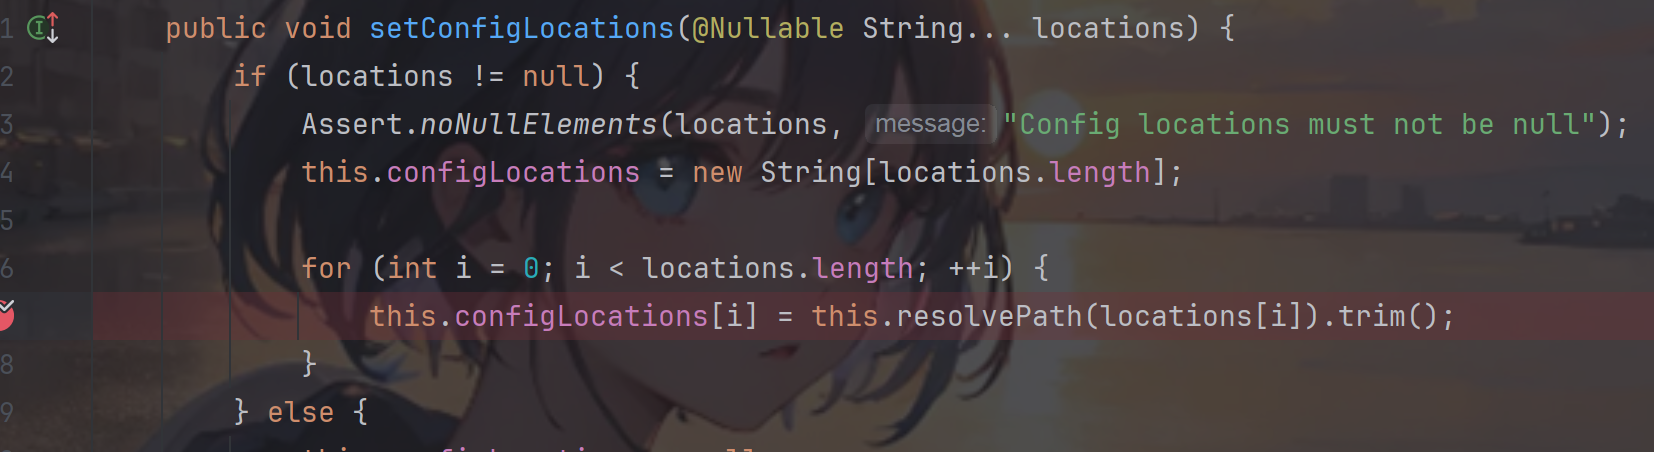 1 public void setConfigLocations(@Nullable String... locations) {
2 if (locations != null) {
3 Assert.noNullElements(locations, message: "Config locations must not be null");
4 this.configLocations = new String[locations.length];
5
6 for (int i = 0; i < locations.length; ++i) {
this.configLocations[i] = this.resolvePath(locations[i]).trim();
8 }
9 } else {